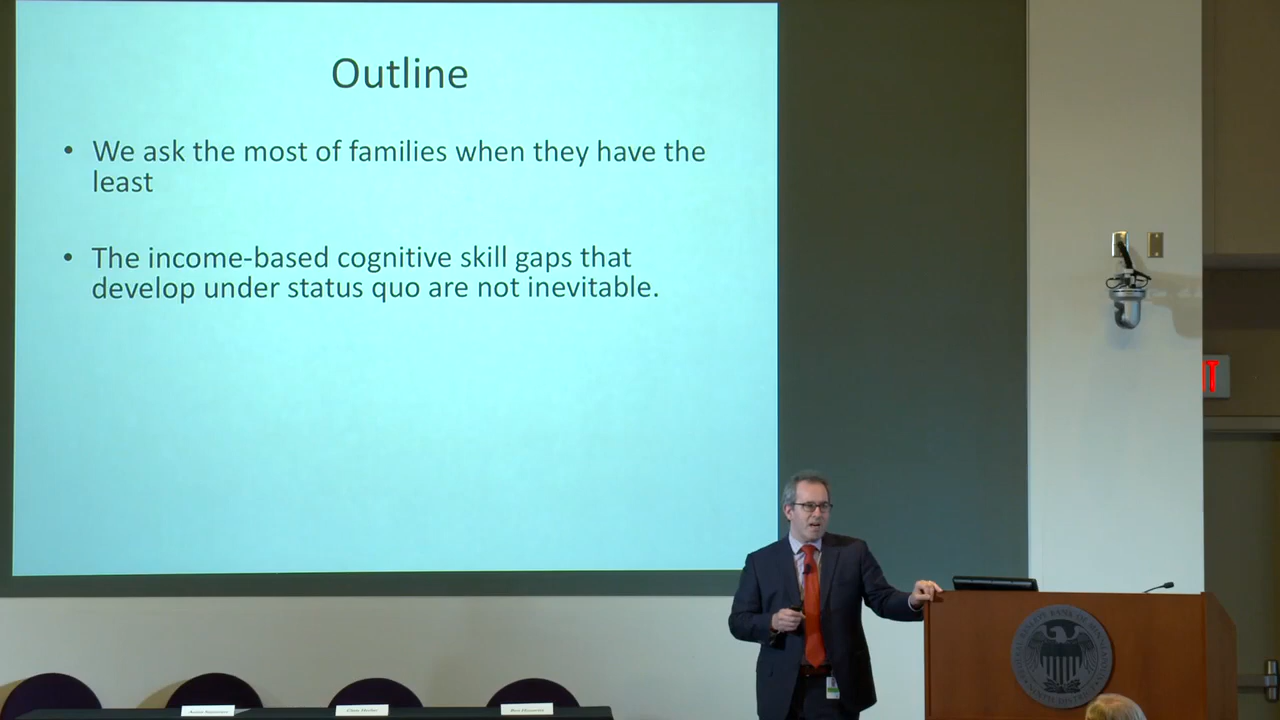 Outline
• We ask the most of families when they have the
least
• The income-based cognitive skill gaps that
develop under status quo are not inevitable.
IT